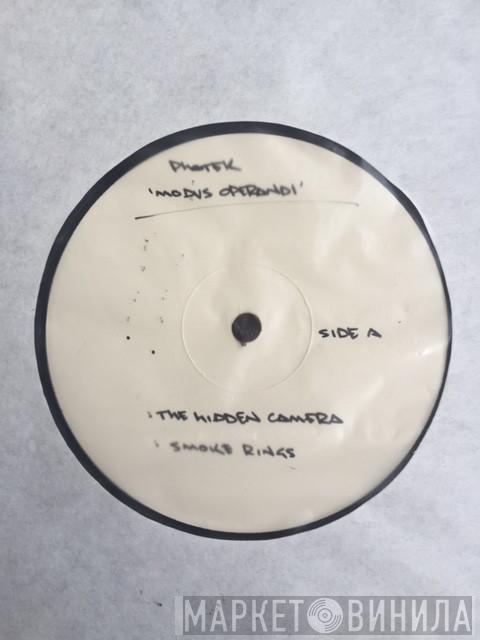 PHOTEK
'MODUS OPERANDI'
SIDE A
THE HIDDEN CAMERA
SMOKE RINGS
МАРКЕТ ВИНИЛА